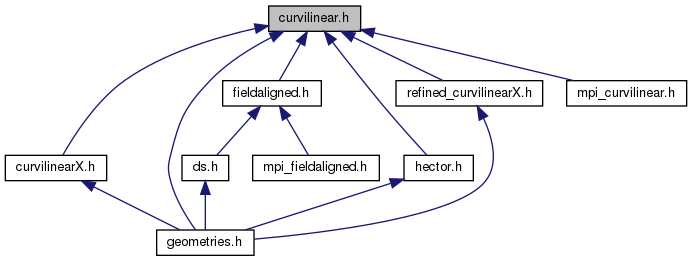 curvilinear.h
fieldaligned.h
refined_curvilinearX.h
mpi_curvilinear.h
curvilinearX.h
ds.h
mpi_fieldaligned.h
hector.h
geometries.h